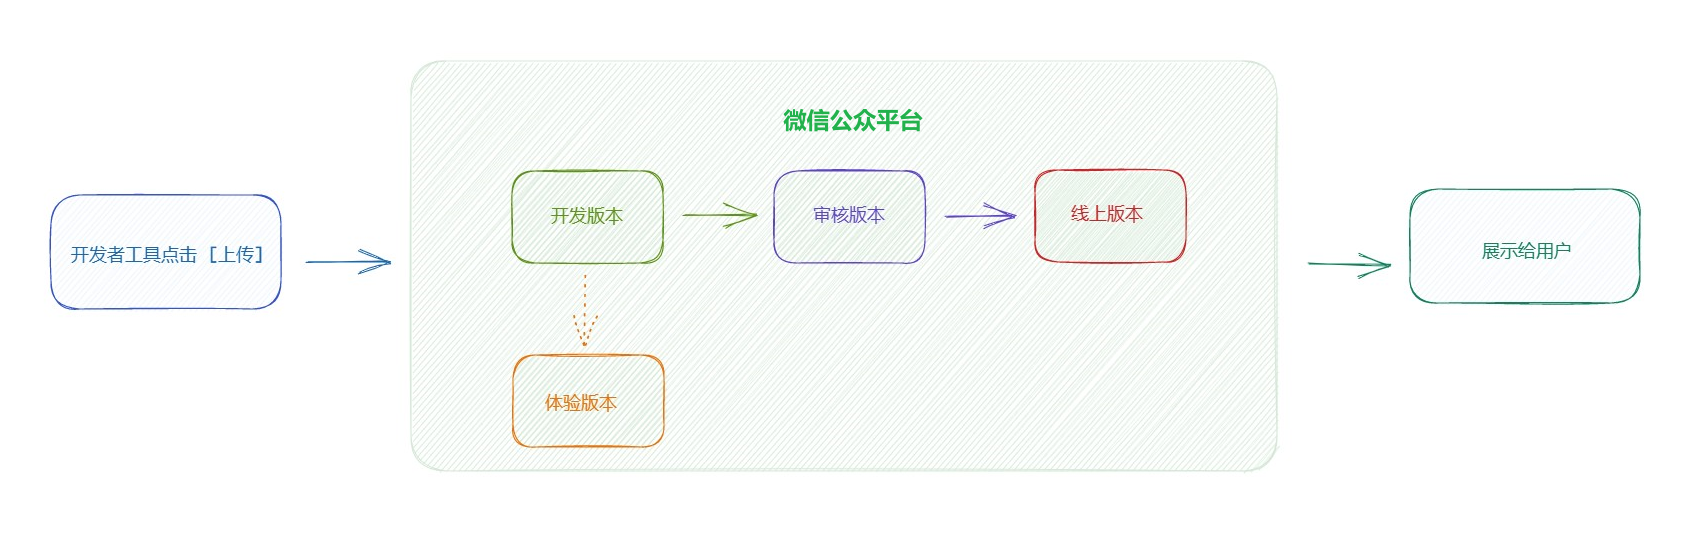 微信公众平台
开发者工具点击［上传］
开发版本
审核版本
线上版本
展示给用户
体验版本